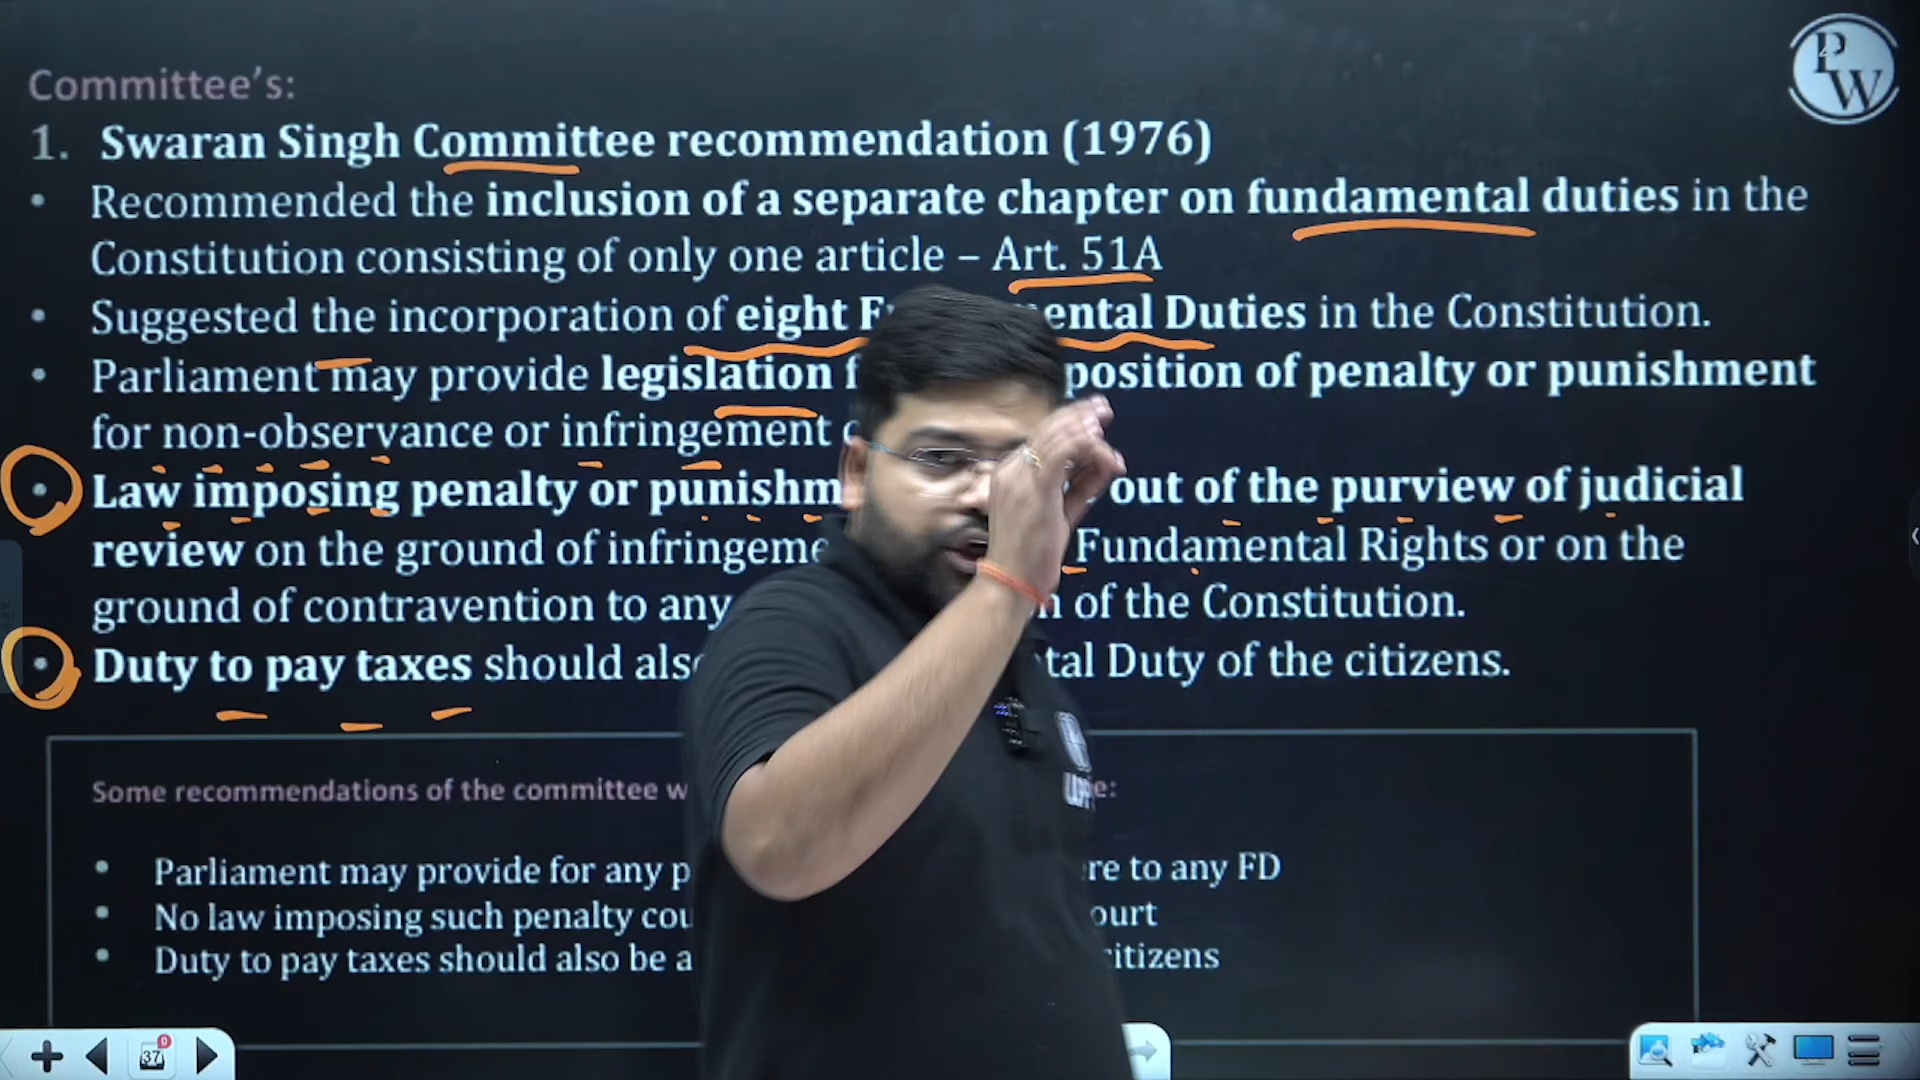 PW
Committee's:
1. Swaran Singh Committee recommendation (1976)
• Recommended the inclusion of a separate chapter on fundamental duties in the
Constitution consisting of only one article – Art. 51A
• Suggested the incorporation of eight F ental Duties in the Constitution.
• Parliament may provide legislation f position of penalty or punishment
for non-observance or infringement
• Law imposing penalty or punishm out of the purview of judicial
review on the ground of infringeme Fundamental Rights or on the
ground of contravention to any n of the Constitution.
• Duty to pay taxes should also tal Duty of the citizens.
Some recommendations of the committee w e:
• Parliament may provide for any p re to any FD
• No law imposing such penalty cou ourt
• Duty to pay taxes should also be a citizens
37
0